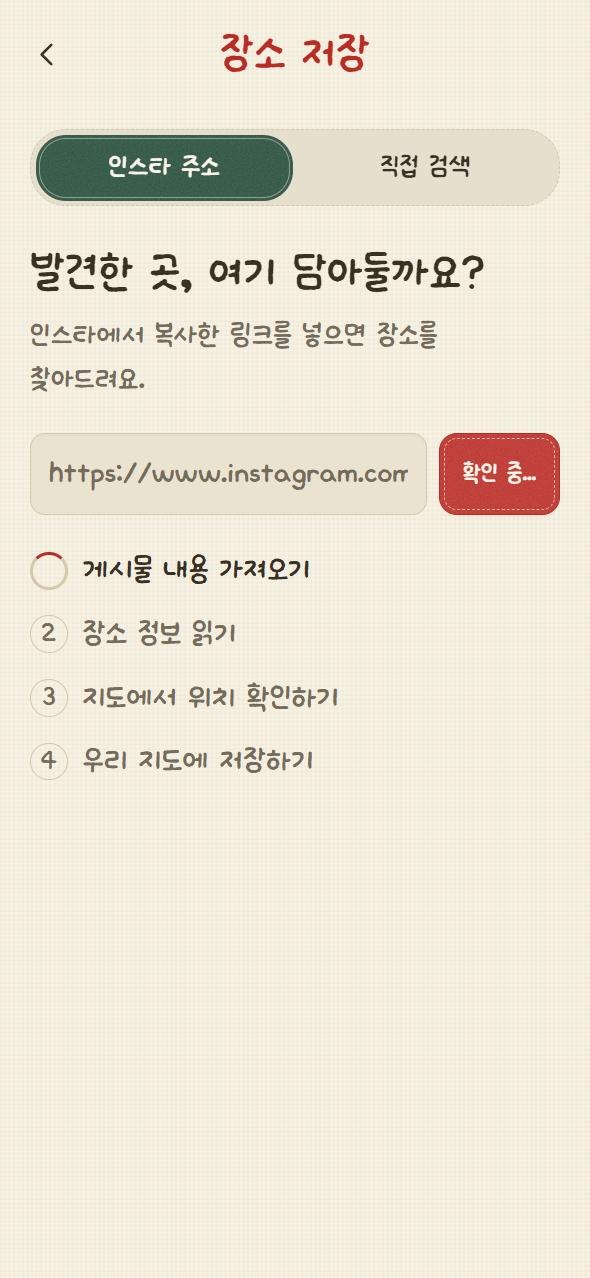 장소 저장
인스타 주소
직접 검색
발견한 곳, 여기 담아둘까요?
인스타에서 복사한 링크를 넣으면 장소를
찾아드려요.
https://www.instagram.com
확인 중...
게시물 내용 가져오기
2 장소 정보 읽기
3 지도에서 위치 확인하기
4 우리 지도에 저장하기